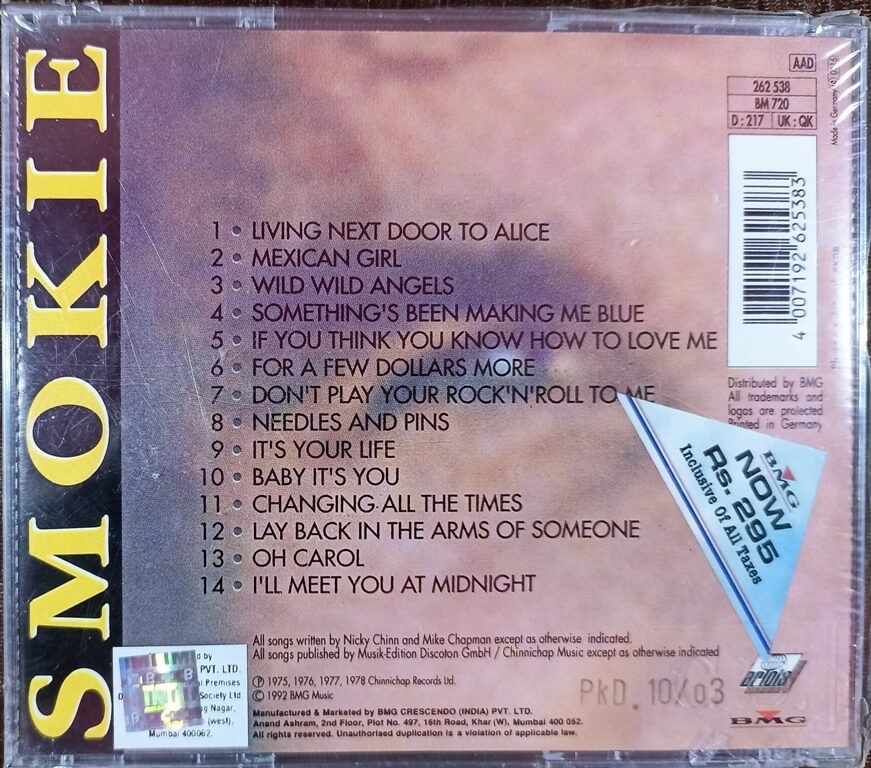 SMOKIE
AAD
262 538
BM 720
D : 217 UK : QK
Made in Germany
4 007192 625383
1 • LIVING NEXT DOOR TO ALICE
2 • MEXICAN GIRL
3 • WILD WILD ANGELS
4 • SOMETHING'S BEEN MAKING ME BLUE
5 • IF YOU THINK YOU KNOW HOW TO LOVE ME
6 • FOR A FEW DOLLARS MORE
7 • DON'T PLAY YOUR ROCK'N'ROLL TO ME
8 • NEEDLES AND PINS
9 • IT'S YOUR LIFE
10 • BABY IT'S YOU
11 • CHANGING ALL THE TIMES
12 • LAY BACK IN THE ARMS OF SOMEONE
13 • OH CAROL
14 • I'LL MEET YOU AT MIDNIGHT
Distributed by BMG
All trademarks and
logos are protected
Printed in Germany
BMG
NOW
Rs. 295
Inclusive Of All Taxes
All songs written by Nicky Chinn and Mike Chapman except as otherwise indicated.
All songs published by Musik-Edition Discoton GmbH / Chinnichap Music except as otherwise indicated
℗ 1975, 1976, 1977, 1978 Chinnichap Records Ltd.
© 1992 BMG Music
Manufactured & Marketed by BMG CRESCENDO (INDIA) PVT. LTD.
Anand Ashram, 2nd Floor, Plot No. 497, 16th Road, Khar (W), Mumbai 400 052.
All rights reserved. Unauthorised duplication is a violation of applicable law.
PKD. 10/03
ARIOLA
BMG
d by
PVT. LTD.
l Premises
Society Ltd.
g Nagar,
(west),
Mumbai 400062.